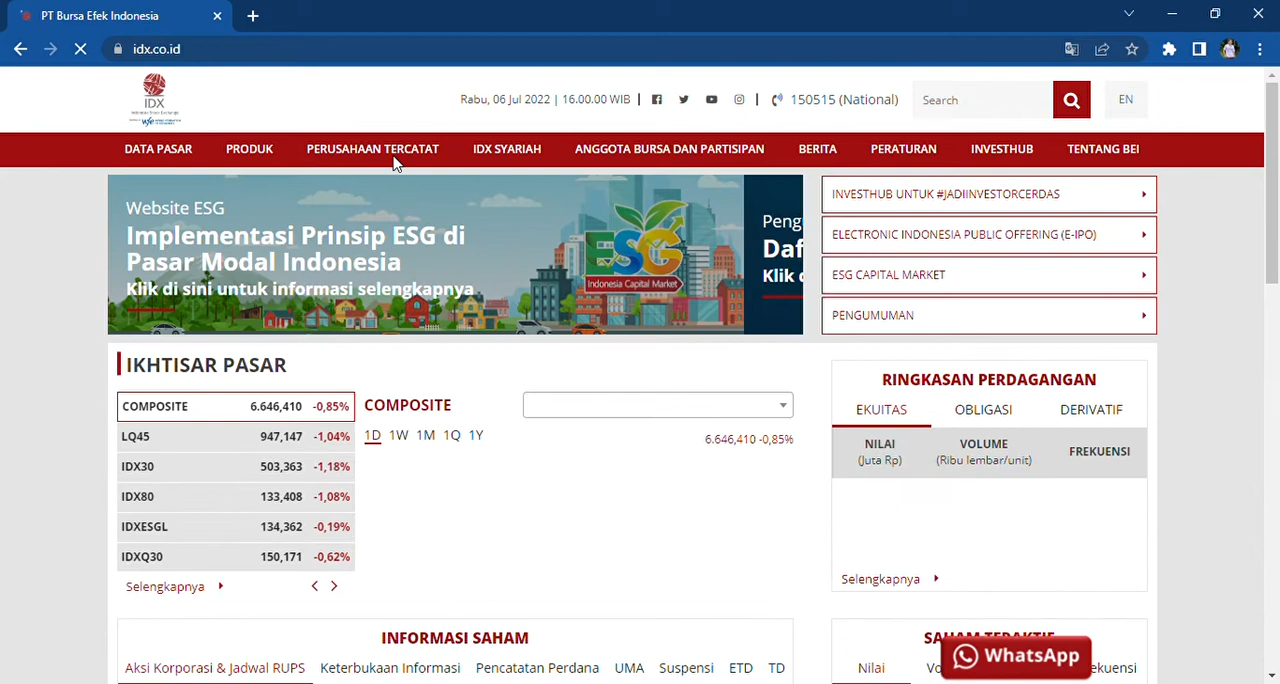 PT Bursa Efek Indonesia
idx.co.id
IDX
Rabu, 06 Jul 2022 | 16.00.00 WIB
150515 (National)
Search
EN
DATA PASAR
PRODUK
PERUSAHAAN TERCATAT
IDX SYARIAH
ANGGOTA BURSA DAN PARTISIPAN
BERITA
PERATURAN
INVESTHUB
TENTANG BEI
Website ESG
Implementasi Prinsip ESG di
Pasar Modal Indonesia
Klik di sini untuk informasi selengkapnya
ESG
Indonesia Capital Market
INVESTHUB UNTUK #JADIINVESTORCERDAS
ELECTRONIC INDONESIA PUBLIC OFFERING (E-IPO)
ESG CAPITAL MARKET
PENGUMUMAN
IKHTISAR PASAR
COMPOSITE 6.646,410 -0,85%
LQ45 947,147 -1,04%
IDX30 503,363 -1,18%
IDX80 133,408 -1,08%
IDXESGL 134,362 -0,19%
IDXQ30 150,171 -0,62%
Selengkapnya
COMPOSITE
1D 1W 1M 1Q 1Y
6.646,410 -0,85%
RINGKASAN PERDAGANGAN
EKUITAS OBLIGASI DERIVATIF
NILAI VOLUME FREKUENSI
(Juta Rp) (Ribu lembar/unit)
Selengkapnya
INFORMASI SAHAM
Aksi Korporasi & Jadwal RUPS Keterbukaan Informasi Pencatatan Perdana UMA Suspensi ETD TD
Nilai
WhatsApp